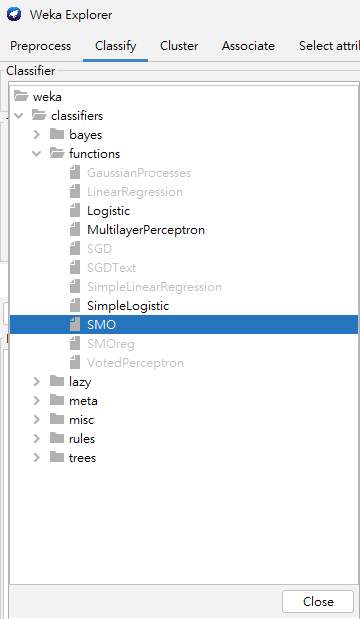 Weka Explorer
Preprocess Classify Cluster Associate Select attri
Classifier
weka
classifiers
bayes
functions
GaussianProcesses
LinearRegression
Logistic
MultilayerPerceptron
SGD
SGDText
SimpleLinearRegression
SimpleLogistic
SMO
SMOreg
VotedPerceptron
lazy
meta
misc
rules
trees
Close